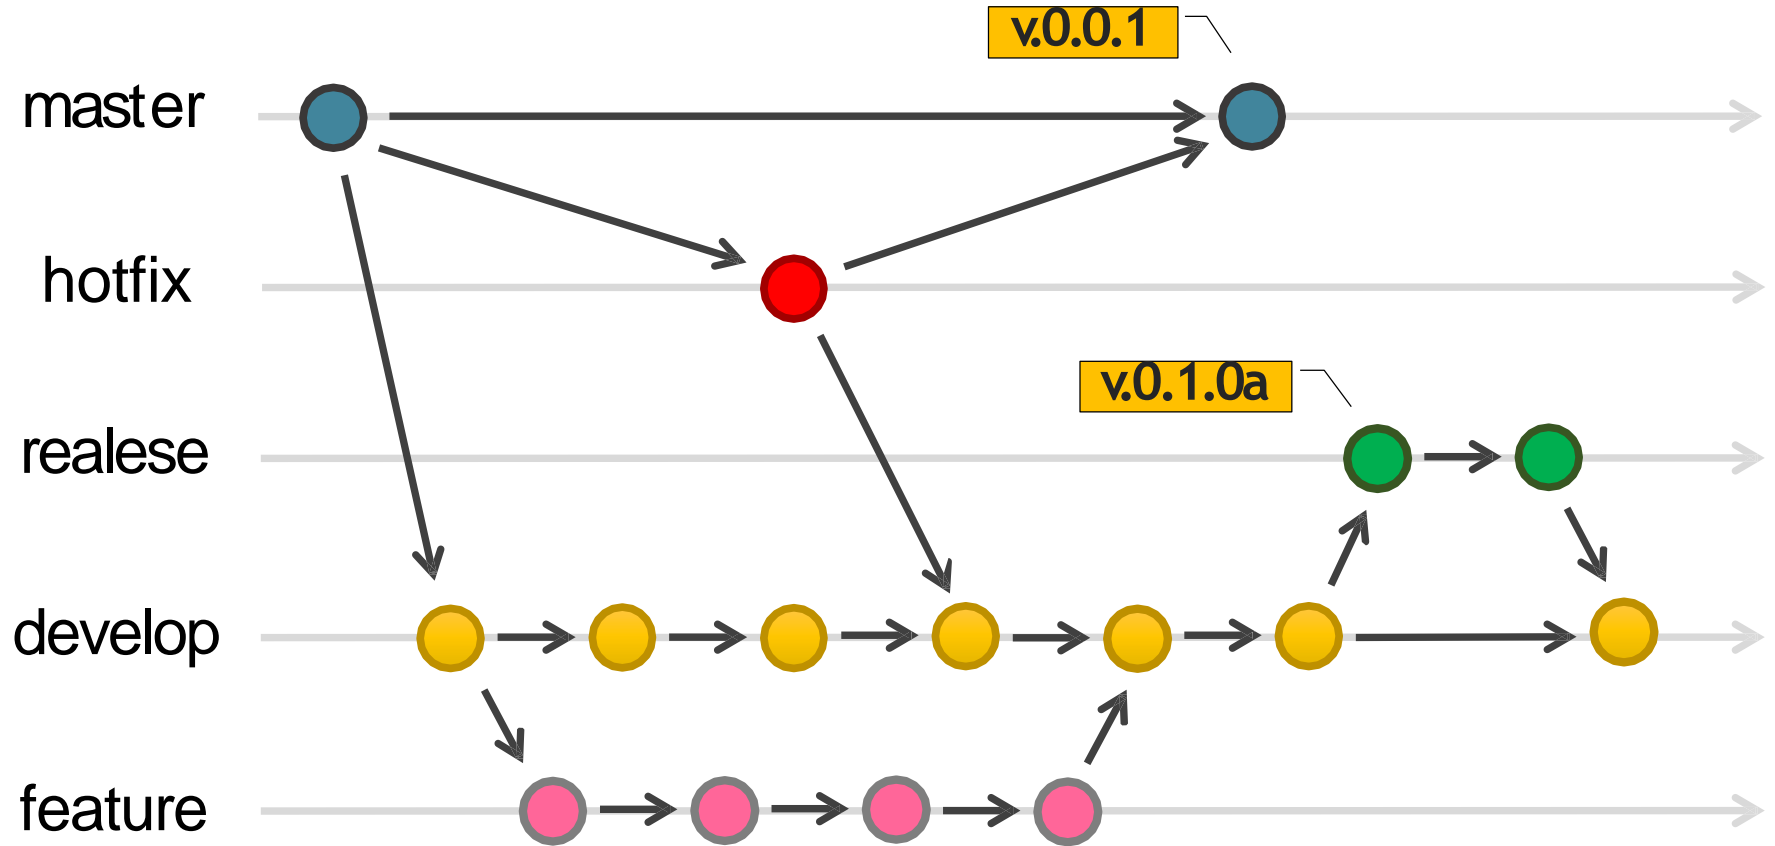 v.0.0.1
master
hotfix
v.0.1.0a
realese
develop
feature